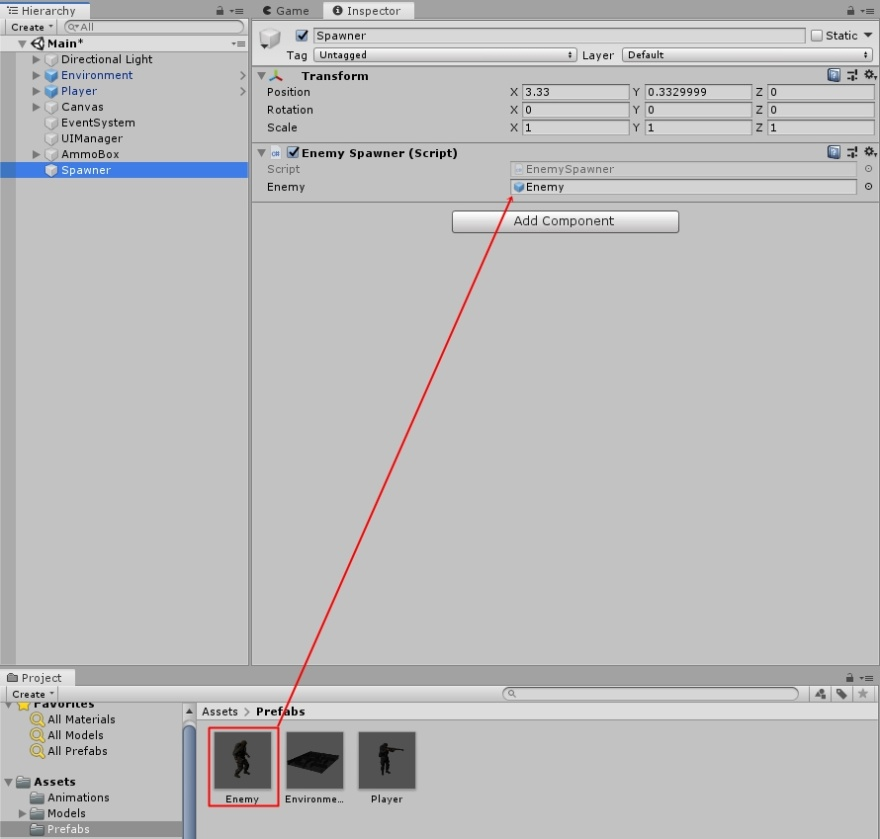 Hierarchy
Create
All
Main*
Directional Light
Environment
Player
Canvas
EventSystem
UIManager
AmmoBox
Spawner
Game
Inspector
Spawner
Static
Tag
Untagged
Layer
Default
Transform
Position X 3.33 Y 0.3329999 Z 0
Rotation X 0 Y 0 Z 0
Scale X 1 Y 1 Z 1
Enemy Spawner (Script)
Script EnemySpawner
Enemy Enemy
Add Component
Project
Create
Favorites
All Materials
All Models
All Prefabs
Assets
Animations
Models
Prefabs
Assets > Prefabs
Enemy
Environme...
Player